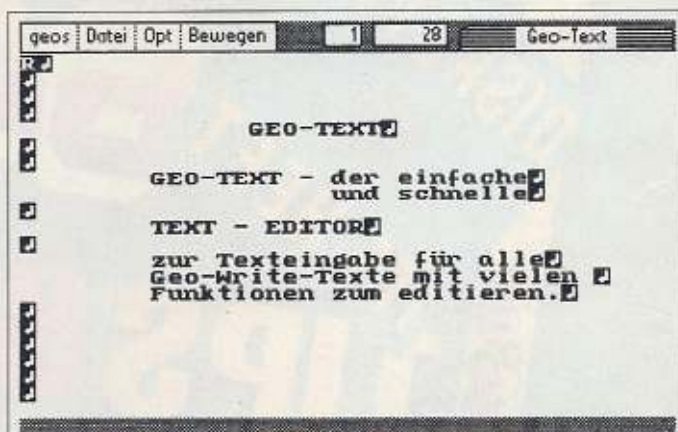 geos Datei Opt Bewegen 1 28 Geo-Text
R
GEO-TEXT
GEO-TEXT - der einfache
und schnelle
TEXT - EDITOR
zur Texteingabe für alle
Geo-Write-Texte mit vielen
Funktionen zum editieren.